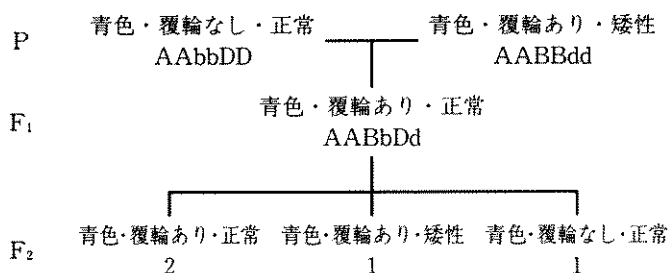 P 青色・覆輪なし・正常 青色・覆輪あり・矮性
AAbbDD AABBdd
F₁ 青色・覆輪あり・正常
AABbDd
F₂ 青色・覆輪あり・正常 青色・覆輪あり・矮性 青色・覆輪なし・正常
2 1 1